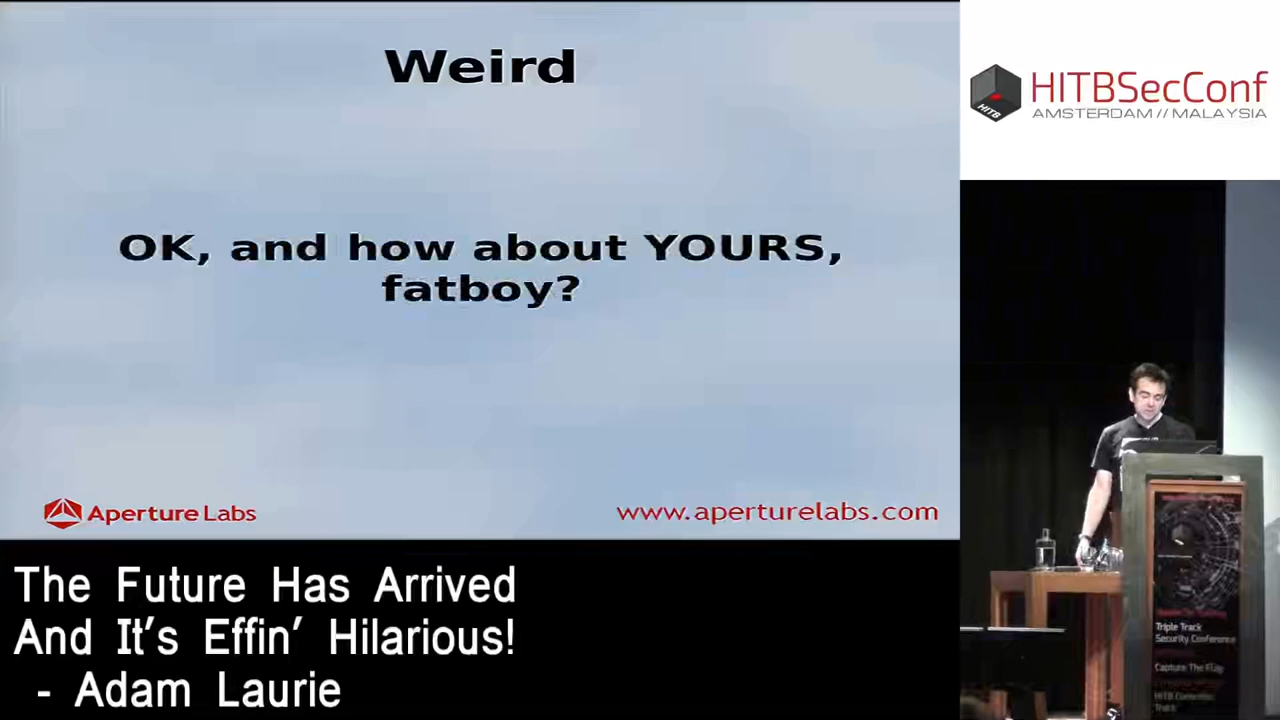 Weird
OK, and how about YOURS,
fatboy?
Aperture Labs
www.aperturelabs.com
HITBSecConf
AMSTERDAM // MALAYSIA
HITB
The Future Has Arrived
And It's Effin' Hilarious!
- Adam Laurie
Triple Track
Security Conference
Capture The Flag